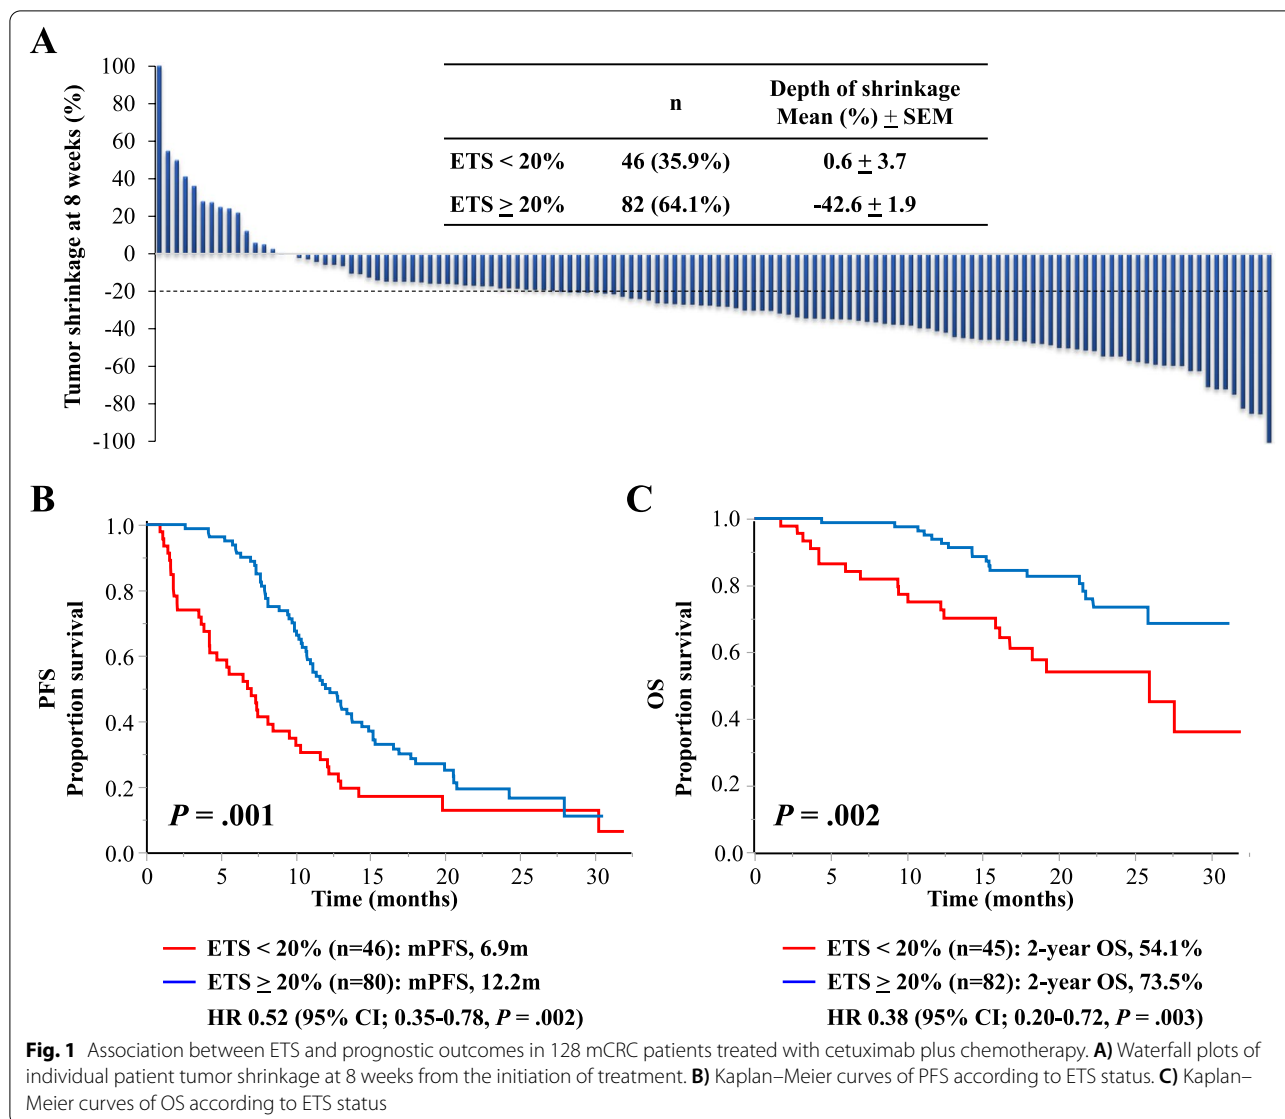 A
Tumor shrinkage at 8 weeks (%)
100
80
60
40
20
0
-20
-40
-60
-80
-100
n
Depth of shrinkage
Mean (%) ± SEM
ETS < 20% 46 (35.9%) 0.6 ± 3.7
ETS ≥ 20% 82 (64.1%) -42.6 ± 1.9
B
PFS
Proportion survival
1.0
0.8
0.6
0.4
0.2
0.0
P = .001
0 5 10 15 20 25 30
Time (months)
ETS < 20% (n=46): mPFS, 6.9m
ETS ≥ 20% (n=80): mPFS, 12.2m
HR 0.52 (95% CI; 0.35-0.78, P = .002)
C
OS
Proportion survival
1.0
0.8
0.6
0.4
0.2
0.0
P = .002
0 5 10 15 20 25 30
Time (months)
ETS < 20% (n=45): 2-year OS, 54.1%
ETS ≥ 20% (n=82): 2-year OS, 73.5%
HR 0.38 (95% CI; 0.20-0.72, P = .003)
Fig. 1 Association between ETS and prognostic outcomes in 128 mCRC patients treated with cetuximab plus chemotherapy. A) Waterfall plots of
individual patient tumor shrinkage at 8 weeks from the initiation of treatment. B) Kaplan–Meier curves of PFS according to ETS status. C) Kaplan–
Meier curves of OS according to ETS status